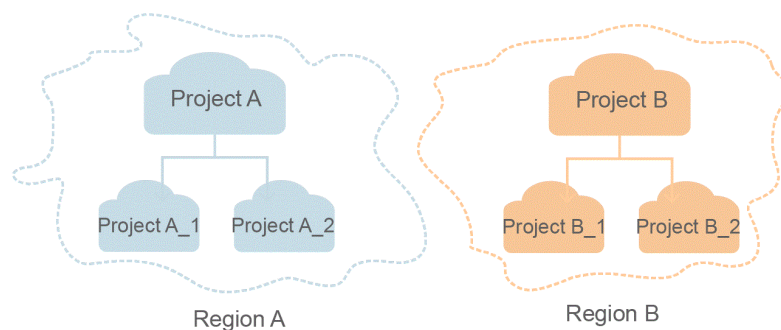 Project A
Project A_1
Project A_2
Region A
Project B
Project B_1
Project B_2
Region B